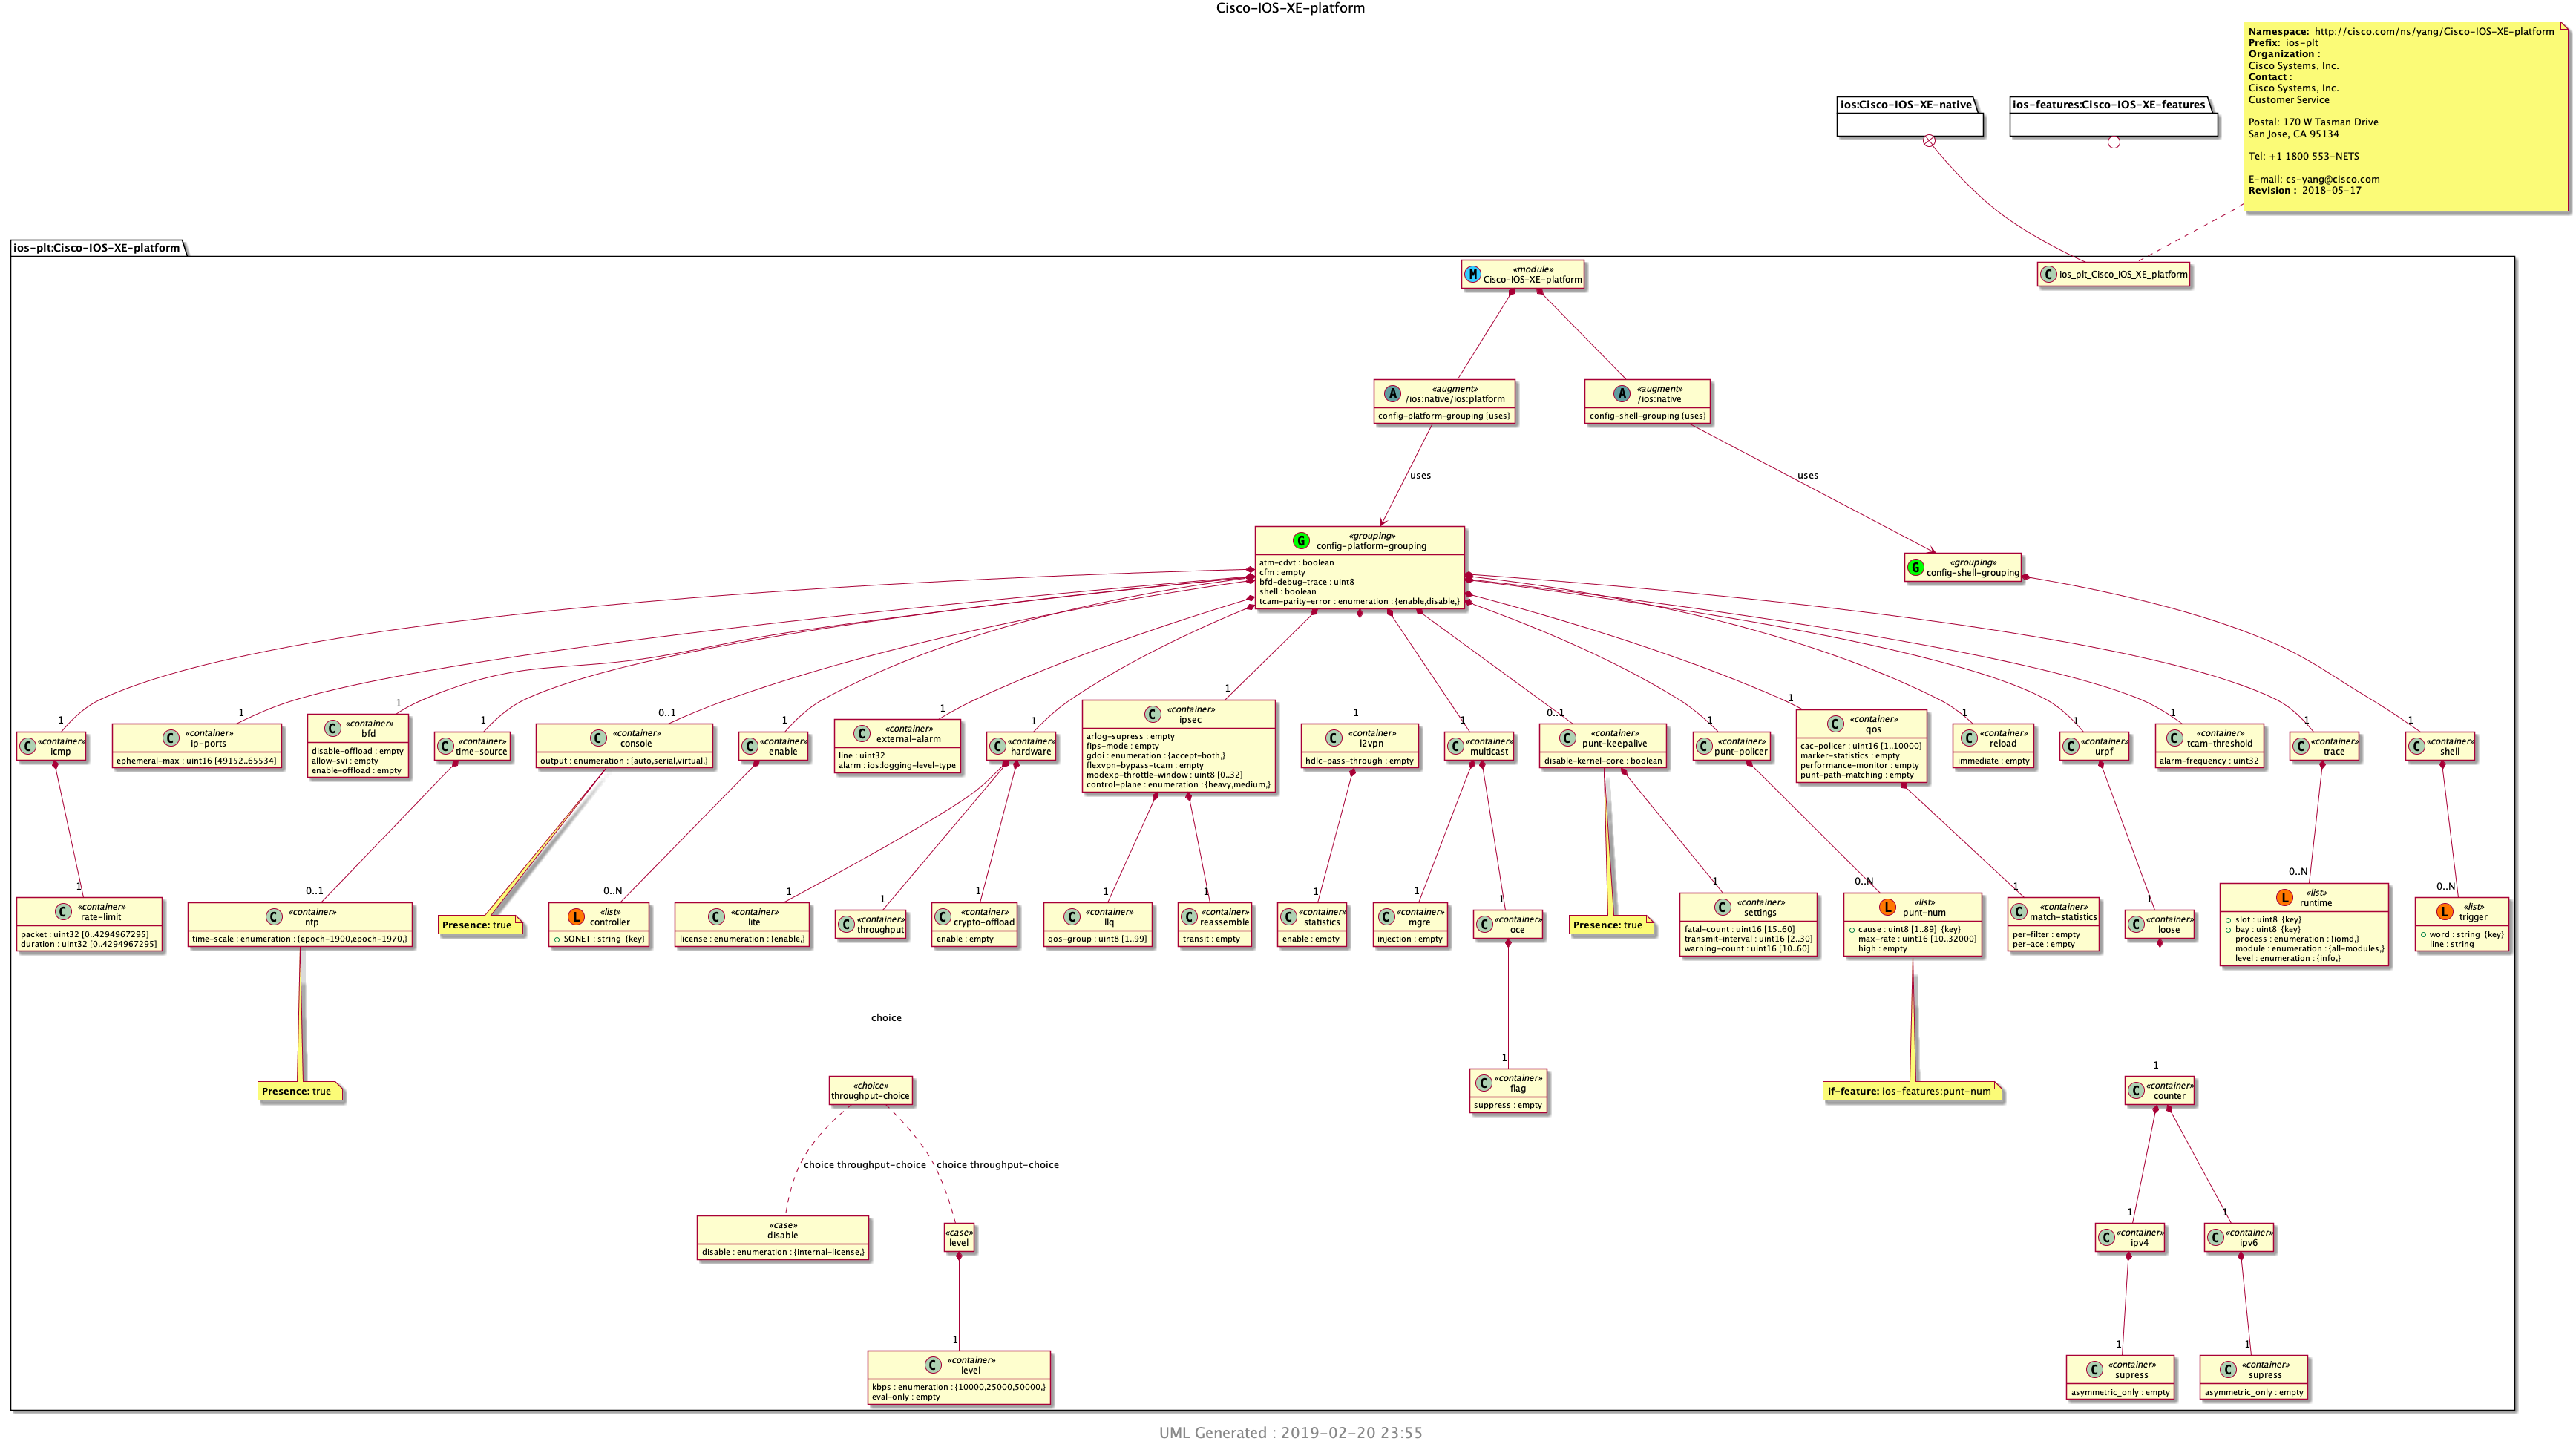 Cisco-IOS-XE-platform
Namespace: http://cisco.com/ns/yang/Cisco-IOS-XE-platform
Prefix: ios-plt
Organization :
Cisco Systems, Inc.
Contact :
Cisco Systems, Inc.
Customer Service
Postal: 170 W Tasman Drive
San Jose, CA 95134
Tel: +1 1800 553-NETS
E-mail: cs-yang@cisco.com
Revision : 2018-05-17
ios:Cisco-IOS-XE-native
ios-features:Cisco-IOS-XE-features
ios-plt:Cisco-IOS-XE-platform
M «module»
Cisco-IOS-XE-platform
C ios_plt_Cisco_IOS_XE_platform
A «augment»
/ios:native/ios:platform
config-platform-grouping {uses}
A «augment»
/ios:native
config-shell-grouping {uses}
uses
uses
G «grouping»
config-platform-grouping
atm-cdvt : boolean
cfm : empty
bfd-debug-trace : uint8
shell : boolean
tcam-parity-error : enumeration : {enable,disable,}
G «grouping»
config-shell-grouping
1
C «container»
icmp
1
C «container»
ip-ports
ephemeral-max : uint16 [49152..65534]
1
C «container»
bfd
disable-offload : empty
allow-svi : empty
enable-offload : empty
1
C «container»
time-source
0..1
C «container»
console
output : enumeration : {auto,serial,virtual,}
1
C «container»
enable
1
C «container»
external-alarm
line : uint32
alarm : ios:logging-level-type
1
C «container»
hardware
1
C «container»
ipsec
arlog-supress : empty
fips-mode : empty
gdoi : enumeration : {accept-both,}
flexvpn-bypass-tcam : empty
modexp-throttle-window : uint8 [0..32]
control-plane : enumeration : {heavy,medium,}
1
C «container»
l2vpn
hdlc-pass-through : empty
1
C «container»
multicast
0..1
C «container»
punt-keepalive
disable-kernel-core : boolean
1
C «container»
punt-policer
1
C «container»
qos
cac-policer : uint16 [1..10000]
marker-statistics : empty
performance-monitor : empty
punt-path-matching : empty
1
C «container»
reload
immediate : empty
1
C «container»
urpf
1
C «container»
tcam-threshold
alarm-frequency : uint32
1
C «container»
trace
1
C «container»
shell
1
C «container»
rate-limit
packet : uint32 [0..4294967295]
duration : uint32 [0..4294967295]
0..1
C «container»
ntp
time-scale : enumeration : {epoch-1900,epoch-1970,}
Presence: true
0..N
L «list»
controller
SONET : string {key}
1
C «container»
lite
license : enumeration : {enable,}
1
C «container»
throughput
1
C «container»
crypto-offload
enable : empty
1
C «container»
llq
qos-group : uint8 [1..99]
1
C «container»
reassemble
transit : empty
1
C «container»
statistics
enable : empty
1
C «container»
mgre
injection : empty
1
C «container»
oce
Presence: true
1
C «container»
settings
fatal-count : uint16 [15..60]
transmit-interval : uint16 [2..30]
warning-count : uint16 [10..60]
0..N
L «list»
punt-num
cause : uint8 [1..89] {key}
max-rate : uint16 [10..32000]
high : empty
1
C «container»
match-statistics
per-filter : empty
per-ace : empty
1
C «container»
loose
0..N
L «list»
runtime
slot : uint8 {key}
bay : uint8 {key}
process : enumeration : {iomd,}
module : enumeration : {all-modules,}
level : enumeration : {info,}
0..N
L «list»
trigger
word : string {key}
line : string
choice
Presence: true
«choice»
throughput-choice
1
C «container»
flag
suppress : empty
if-feature: ios-features:punt-num
1
C «container»
counter
choice throughput-choice
choice throughput-choice
«case»
disable
disable : enumeration : {internal-license,}
«case»
level
1
C «container»
ipv4
1
C «container»
ipv6
1
C «container»
level
kbps : enumeration : {10000,25000,50000,}
eval-only : empty
1
C «container»
supress
asymmetric_only : empty
1
C «container»
supress
asymmetric_only : empty
UML Generated : 2019-02-20 23:55